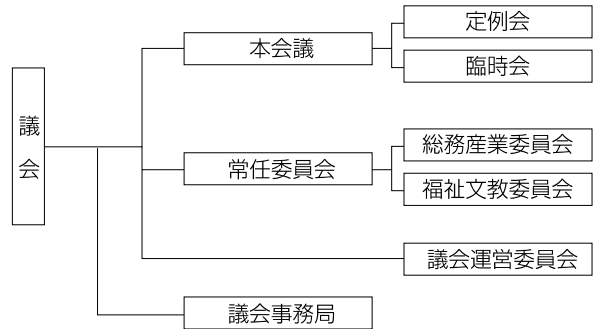 議会
本会議
定例会
臨時会
常任委員会
総務産業委員会
福祉文教委員会
議会運営委員会
議会事務局